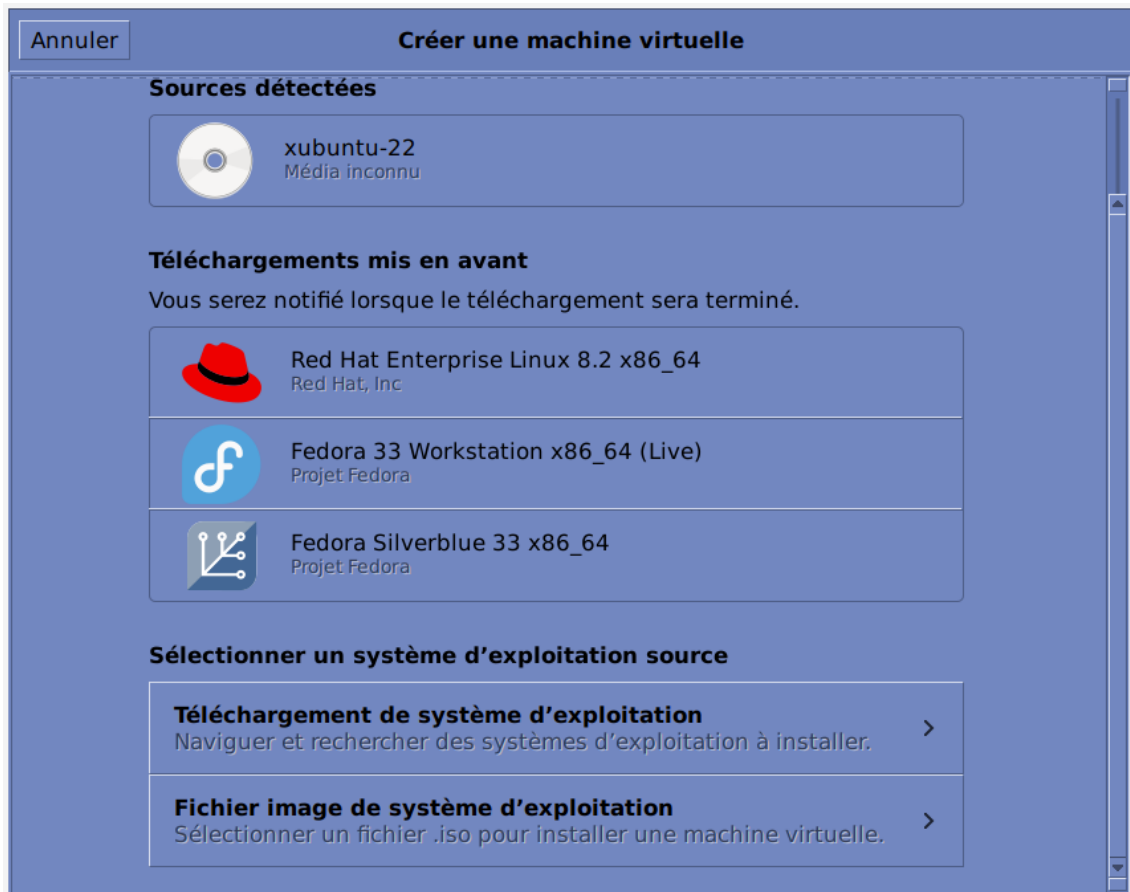 Annuler
Créer une machine virtuelle
Sources détectées
xubuntu-22
Média inconnu
Téléchargements mis en avant
Vous serez notifié lorsque le téléchargement sera terminé.
Red Hat Enterprise Linux 8.2 x86_64
Red Hat, Inc
Fedora 33 Workstation x86_64 (Live)
Projet Fedora
Fedora Silverblue 33 x86_64
Projet Fedora
Sélectionner un système d’exploitation source
Téléchargement de système d’exploitation
Naviguer et rechercher des systèmes d’exploitation à installer.
Fichier image de système d’exploitation
Sélectionner un fichier .iso pour installer une machine virtuelle.